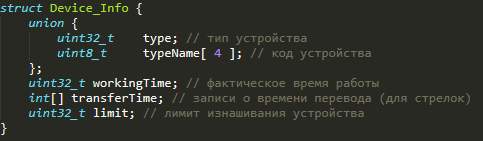 struct Device_Info {
    union {
        uint32_t    type; // тип устройства
        uint8_t     typeName[ 4 ]; // код устройства
    };
    uint32_t workingTime; // фактическое время работы
    int[] transferTime; // записи о времени перевода (для стрелок)
    uint32_t limit; // лимит изнашивания устройства
}